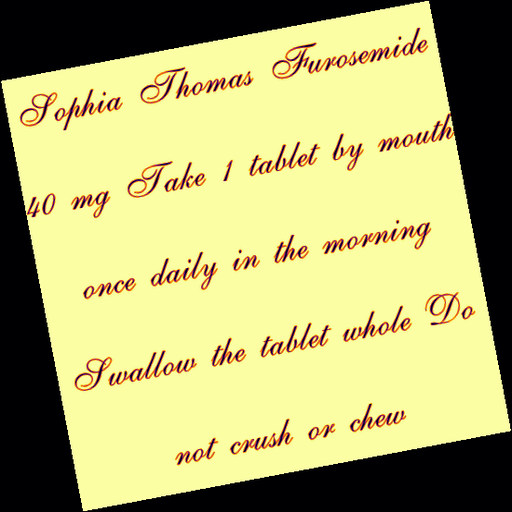 Sophia Thomas Furosemide
40 mg Take 1 tablet by mouth
once daily in the morning
Swallow the tablet whole Do
not crush or chew